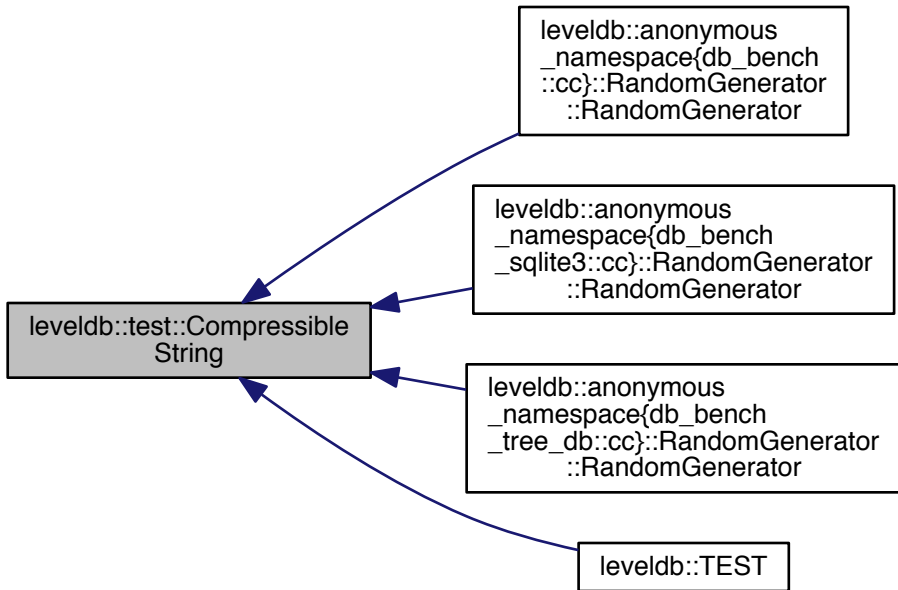 leveldb::anonymous
_namespace{db_bench
::cc}::RandomGenerator
::RandomGenerator
leveldb::anonymous
_namespace{db_bench
_sqlite3::cc}::RandomGenerator
::RandomGenerator
leveldb::test::Compressible
String
leveldb::anonymous
_namespace{db_bench
_tree_db::cc}::RandomGenerator
::RandomGenerator
leveldb::TEST